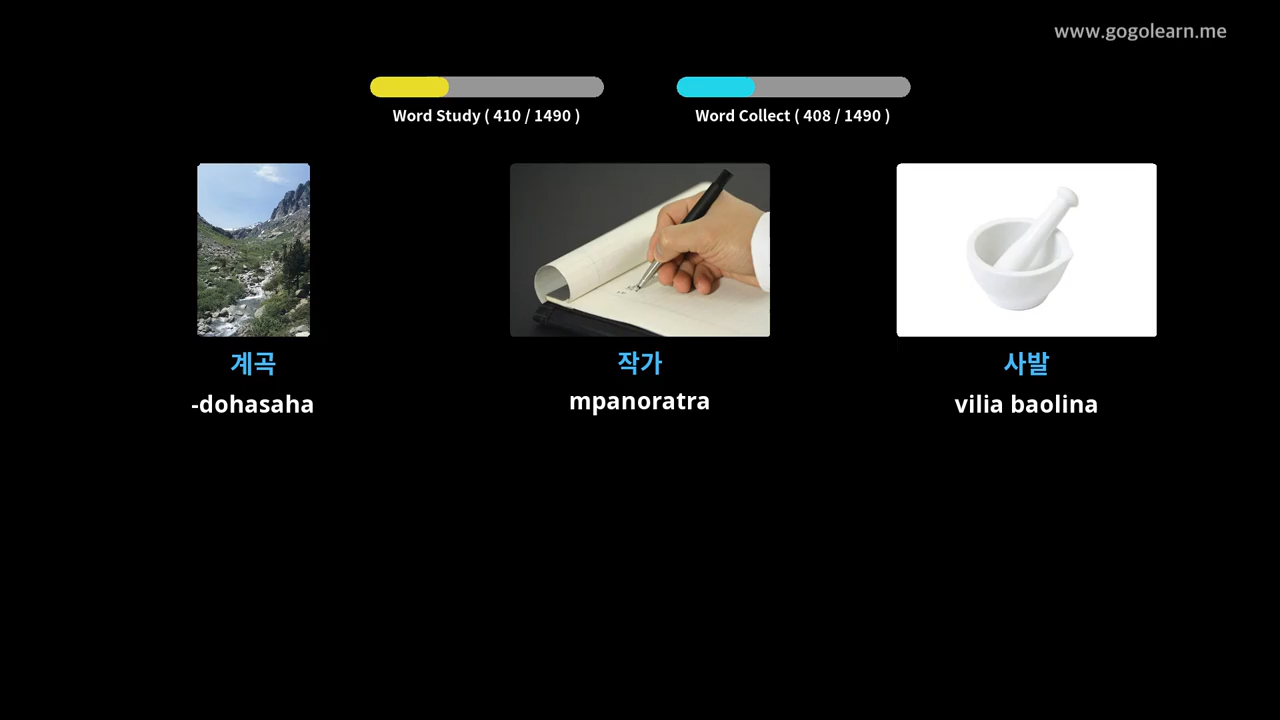 www.gogolearn.me
Word Study ( 410 / 1490 )
Word Collect ( 408 / 1490 )
계곡
-dohasaha
작가
mpanoratra
사발
vilia baolina